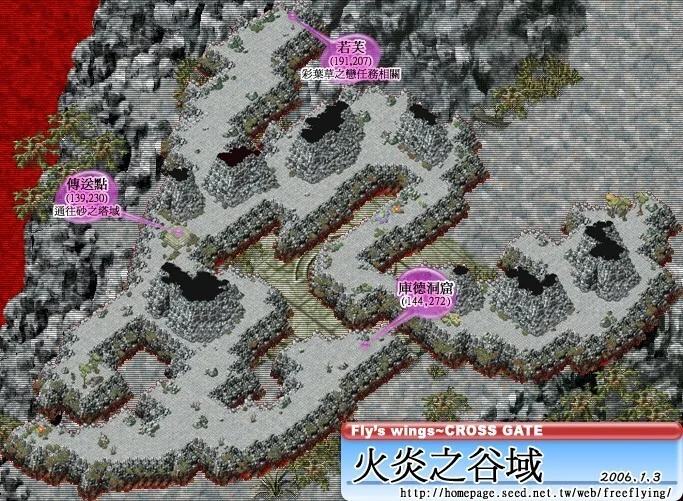 若芙
(191,207)
彩葉草之戀任務相關
傳送點
(139,230)
通往砂之塔域
庫德洞窟
(144,272)
Fly's wings~CROSS GATE
火炎之谷域
2006.1.3
http://homepage.seed.net.tw/web/freeflying/